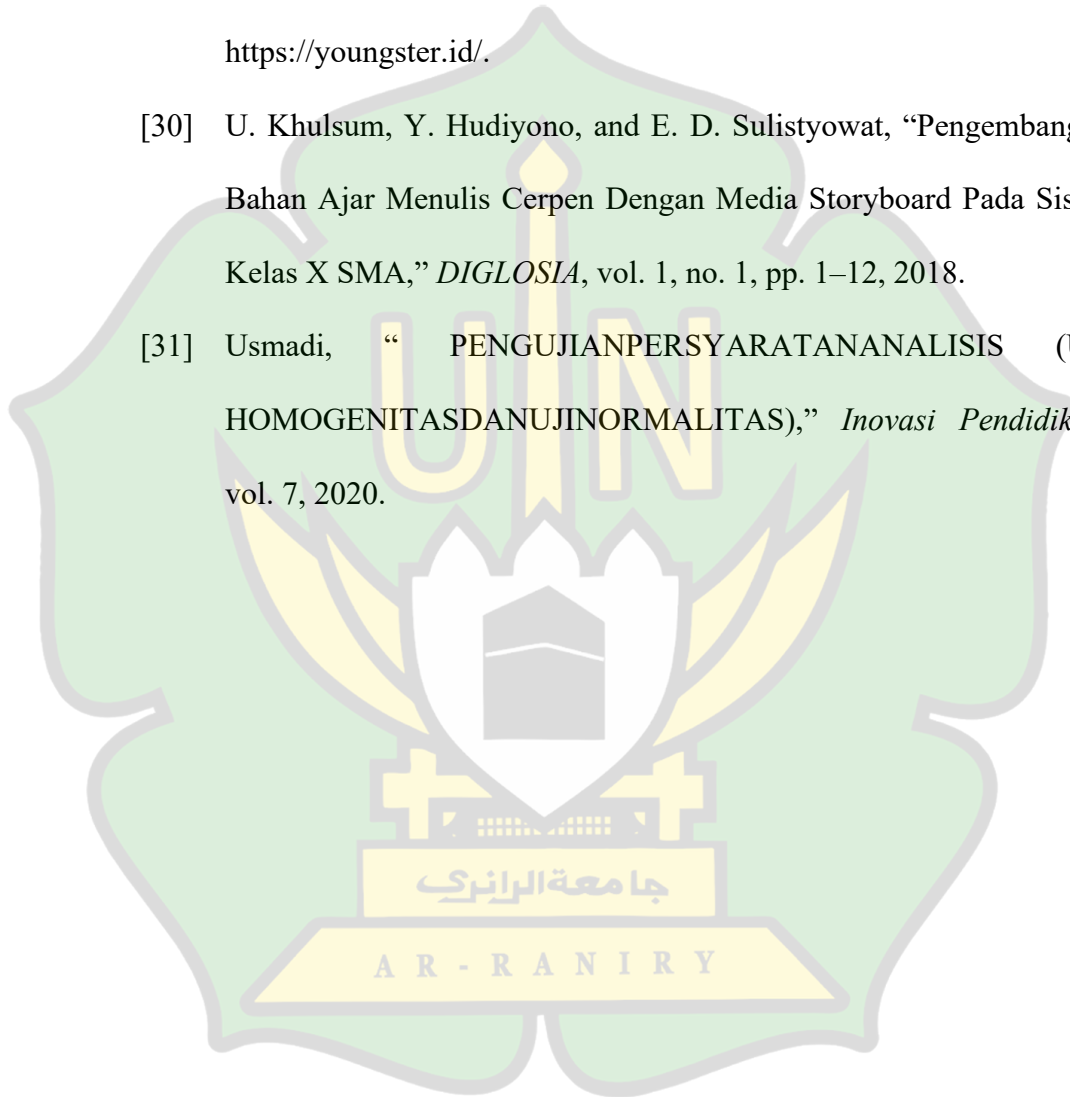 https://youngster.id/.
[30] U. Khulsum, Y. Hudiyono, and E. D. Sulistyowat, “Pengembang
Bahan Ajar Menulis Cerpen Dengan Media Storyboard Pada Sis
Kelas X SMA,” DIGLOSIA, vol. 1, no. 1, pp. 1–12, 2018.
[31] Usmadi, “ PENGUJIANPERSYARATANANALISIS (U
HOMOGENITASDANUJINORMALITAS),” Inovasi Pendidik
vol. 7, 2020.
UIN
جامعةالرانري
AR-RANIRY